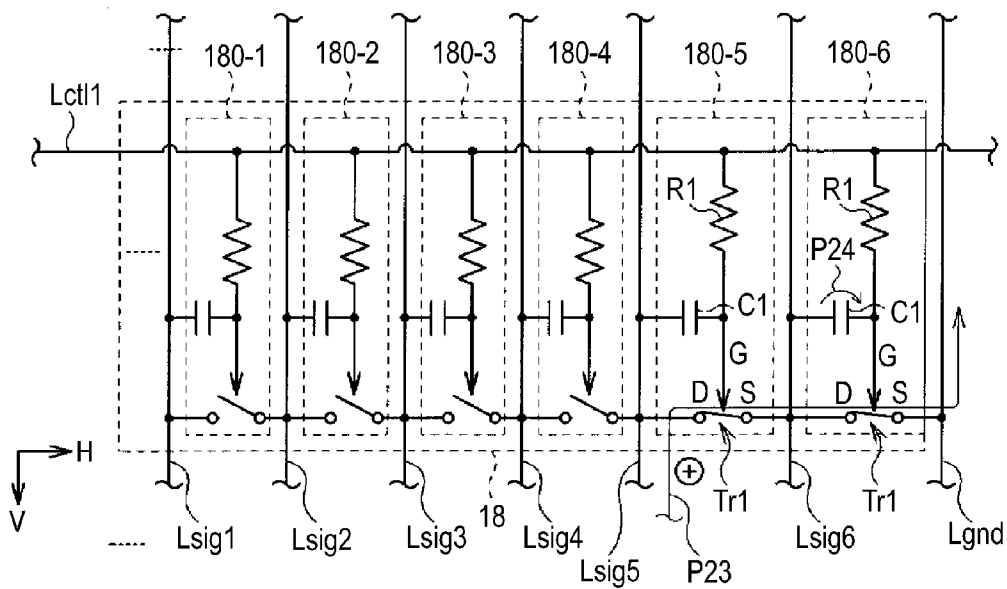 180-1 180-2 180-3 180-4 180-5 180-6
Lctl1
R1 R1
P24
C1 C1
G G
D S D S
H
V
+
Tr1 Tr1
18
Lsig1 Lsig2 Lsig3 Lsig4 Lsig5 P23 Lsig6 Lgnd